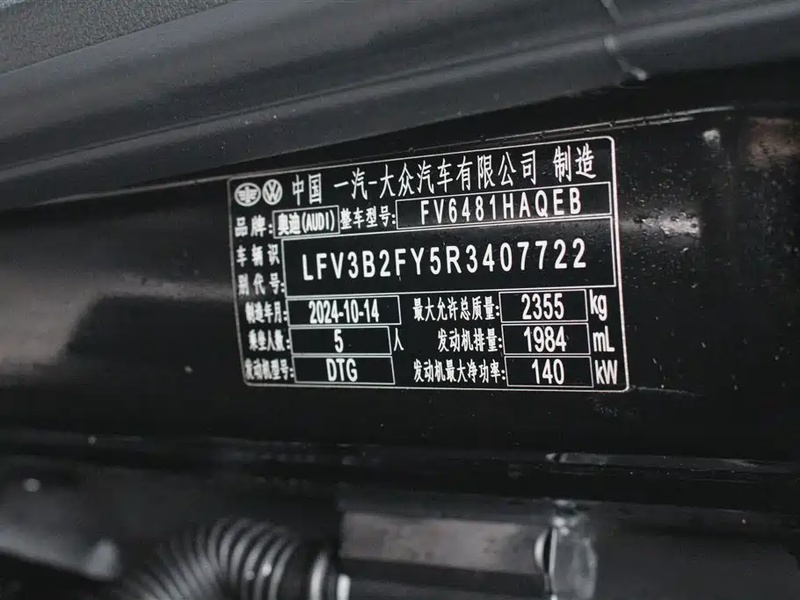 中国 一汽-大众汽车有限公司 制造
品牌: 奥迪(AUDI) 整车型号: FV6481HAQEB
车辆识别代号: LFV3B2FY5R3407722
制造年月: 2024-10-14 最大允许总质量: 2355 kg
乘坐人数: 5 人 发动机排量: 1984 mL
发动机型号: DTG 发动机最大净功率: 140 kW